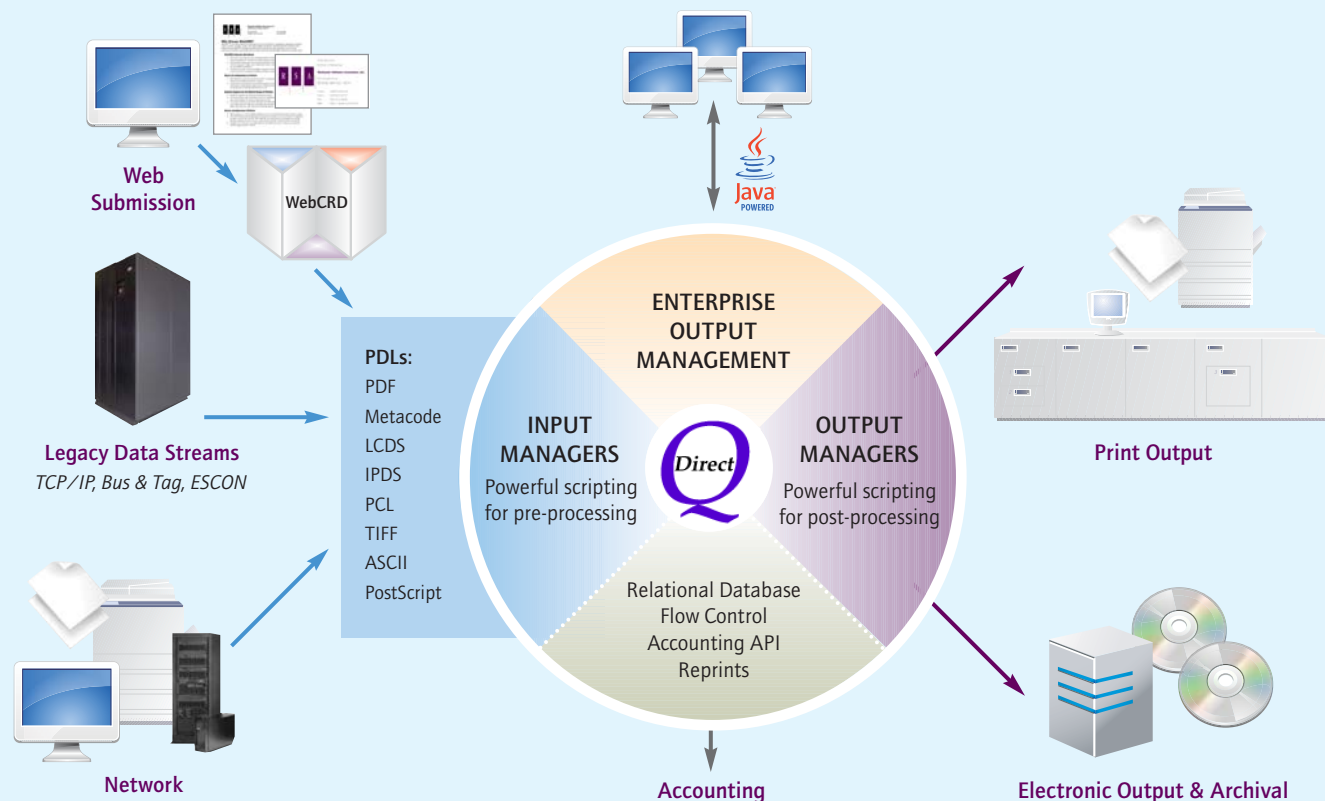 Web
Submission
WebCRD
RSA
Java
POWERED
Legacy Data Streams
TCP/IP, Bus & Tag, ESCON
Network
PDLs:
PDF
Metacode
LCDS
IPDS
PCL
TIFF
ASCII
PostScript
ENTERPRISE
OUTPUT
MANAGEMENT
INPUT
MANAGERS
Powerful scripting
for pre-processing
Q
Direct
OUTPUT
MANAGERS
Powerful scripting
for post-processing
Relational Database
Flow Control
Accounting API
Reprints
Accounting
Print Output
Electronic Output & Archival